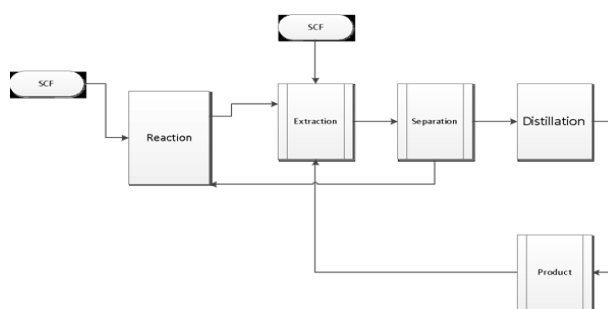 SCF
SCF
Reaction
Extraction
Separation
Distillation
Product